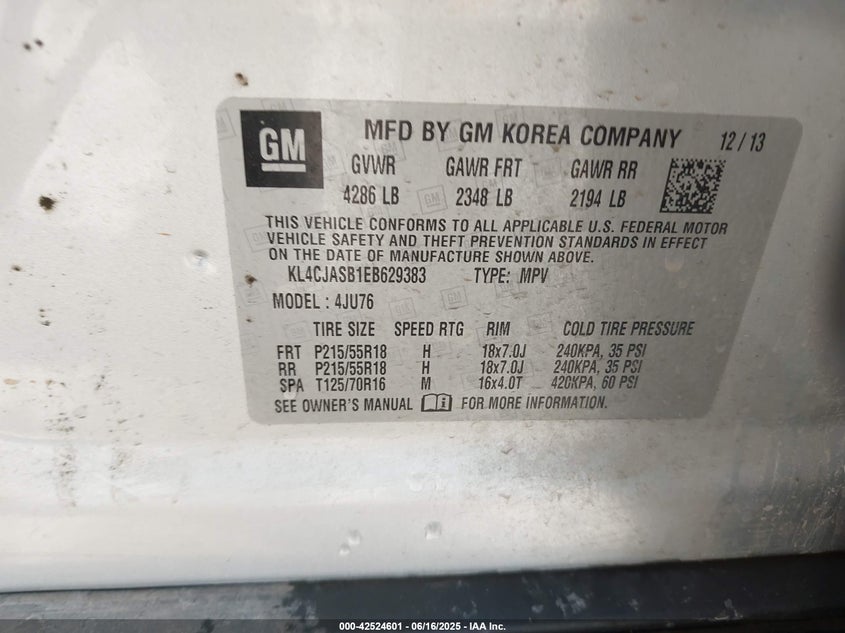 GM
MFD BY GM KOREA COMPANY 12/13
GVWR GAWR FRT GAWR RR
4286 LB 2348 LB 2194 LB
THIS VEHICLE CONFORMS TO ALL APPLICABLE U.S. FEDERAL MOTOR
VEHICLE SAFETY AND THEFT PREVENTION STANDARDS IN EFFECT
ON THE DATE OF MANUFACTURE SHOWN ABOVE.
KL4CJASB1EB629383 TYPE: MPV
MODEL : 4JU76
TIRE SIZE SPEED RTG RIM COLD TIRE PRESSURE
FRT P215/55R18 H 18x7.0J 240KPA, 35 PSI
RR P215/55R18 H 18x7.0J 240KPA, 35 PSI
SPA T125/70R16 M 16x4.0T 420KPA, 60 PSI
SEE OWNER'S MANUAL FOR MORE INFORMATION.
000-42524601 - 06/16/2025 - IAA Inc.